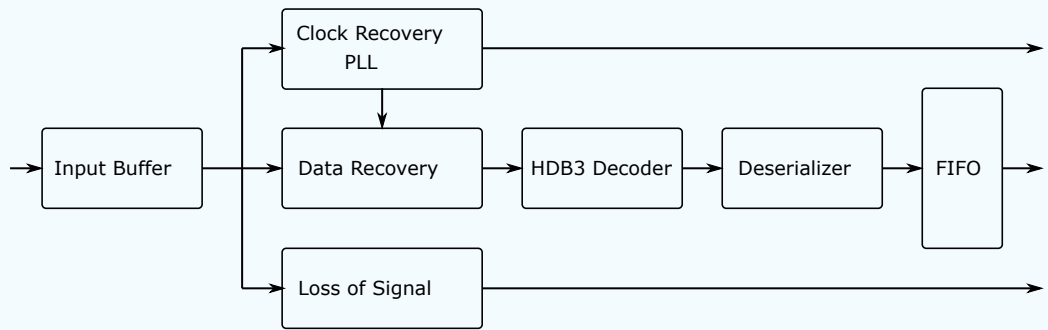 Clock Recovery
PLL
Input Buffer
Data Recovery
HDB3 Decoder
Deserializer
FIFO
Loss of Signal